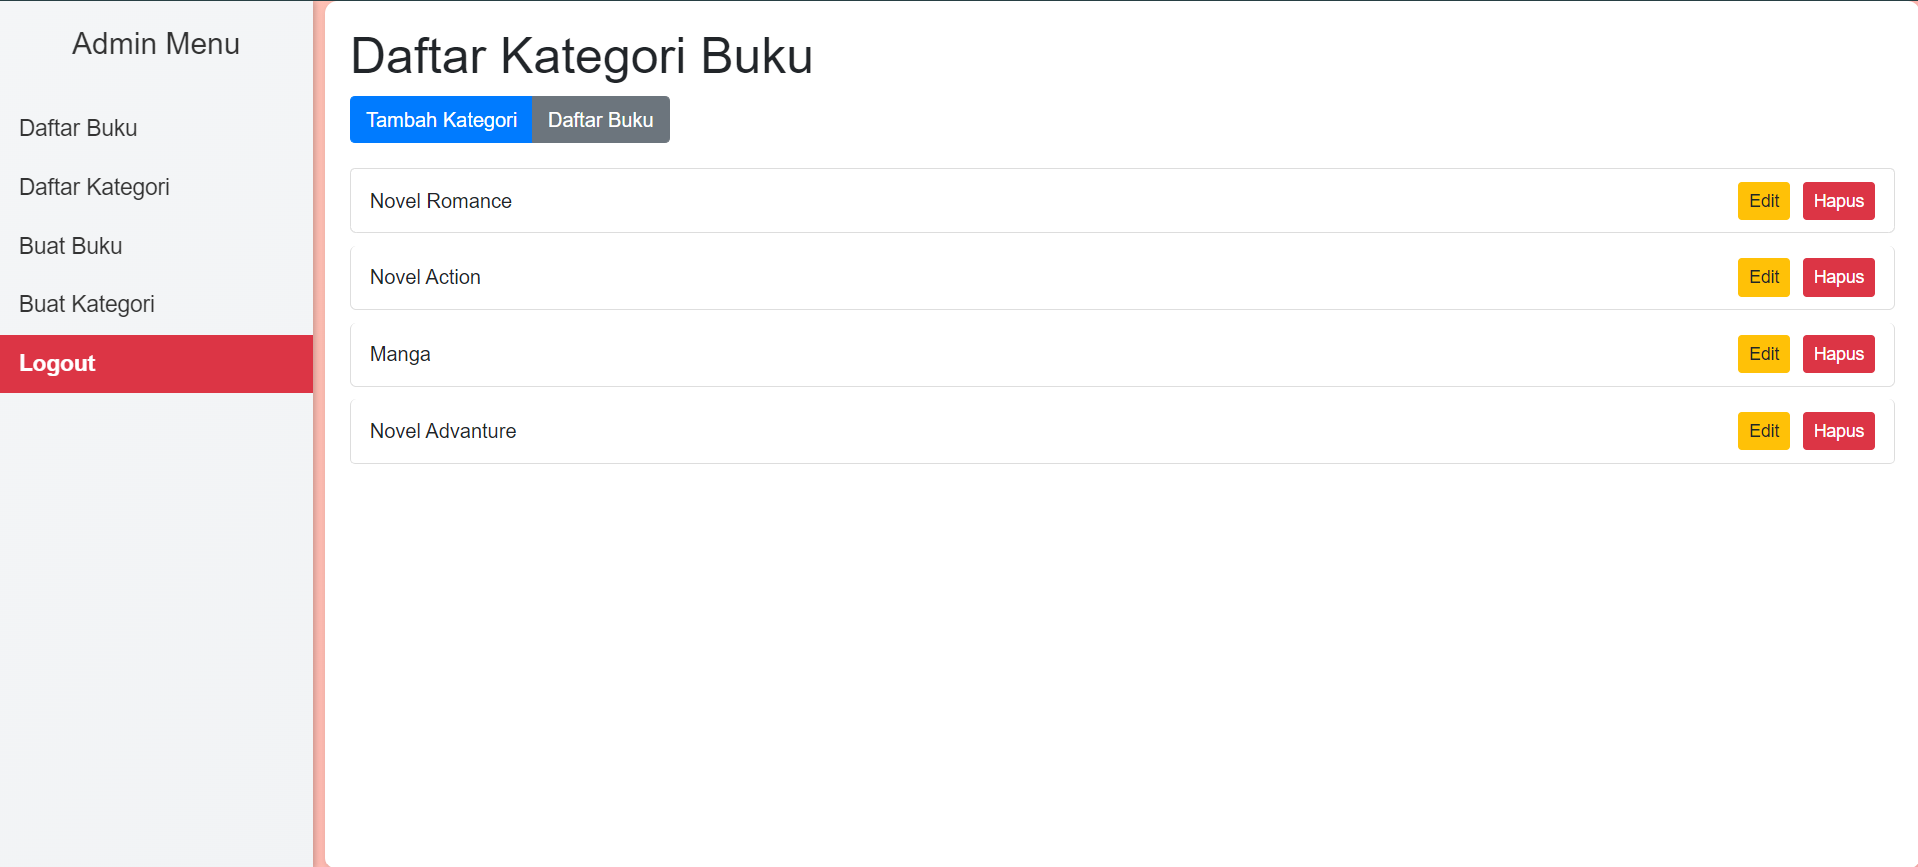 Admin Menu
Daftar Buku
Daftar Kategori
Buat Buku
Buat Kategori
Logout
Daftar Kategori Buku
Tambah Kategori Daftar Buku
Novel Romance Edit Hapus
Novel Action Edit Hapus
Manga Edit Hapus
Novel Advanture Edit Hapus